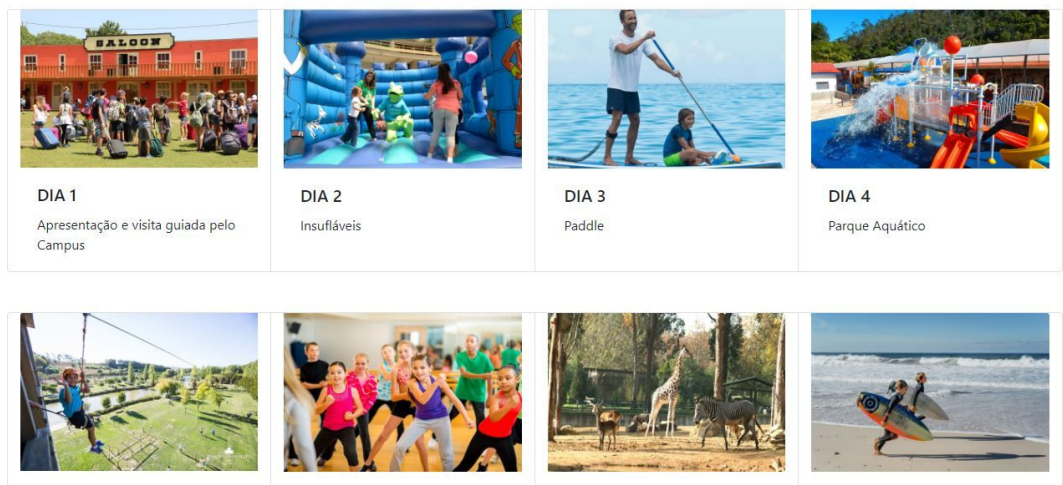 SALOON
DIA 1
Apresentação e visita guiada pelo
Campus
DIA 2
Insufláveis
DIA 3
Paddle
DIA 4
Parque Aquático